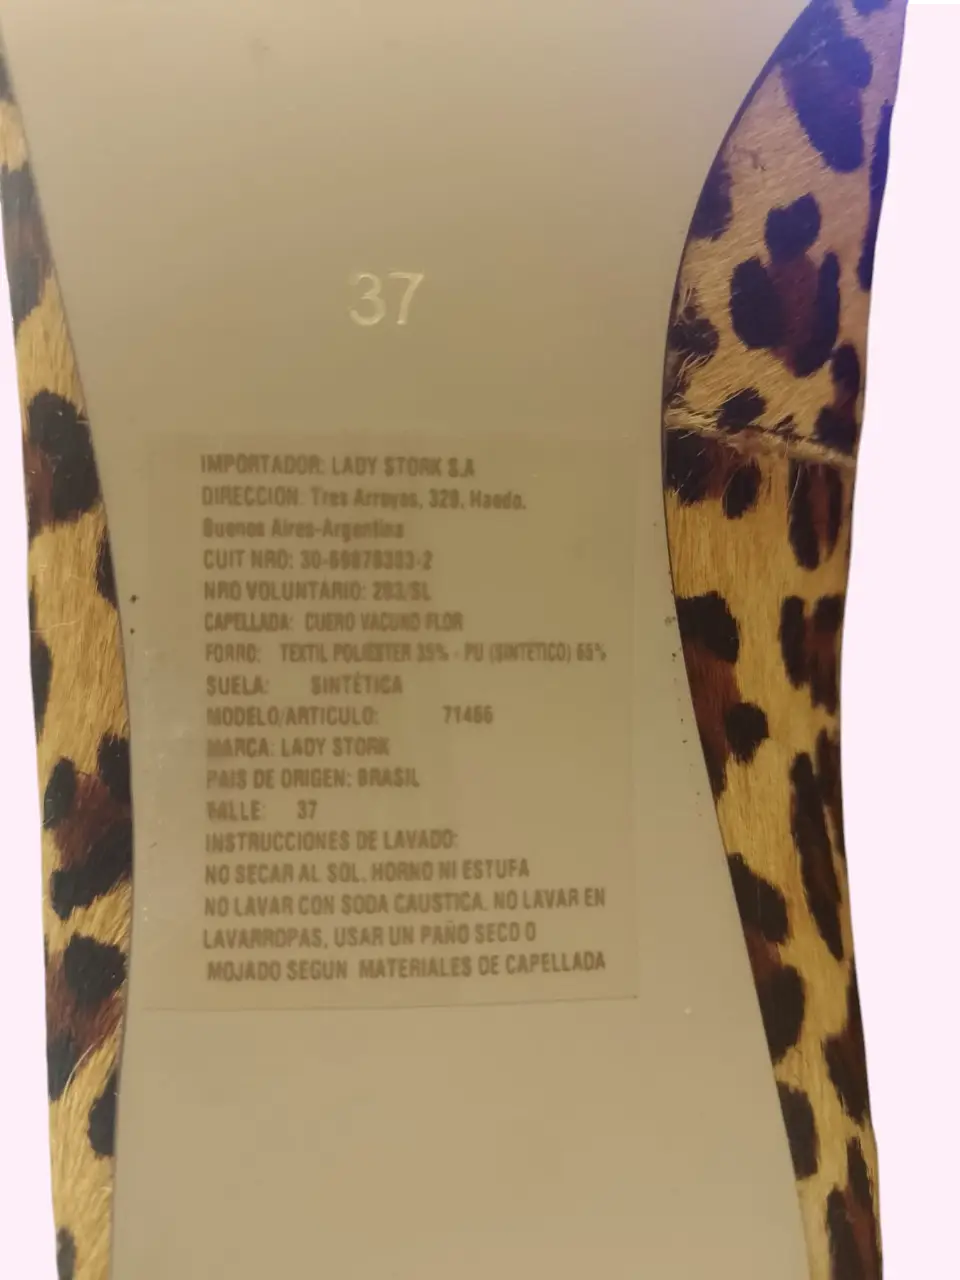 37
IMPORTADOR: LADY STORK S.A
DIRECCION: Tres Arroyos, 329, Haedo.
Buenos Aires-Argentina
CUIT NRO:
NRO VOLUNTARIO: 283/SL
CAPELLADA: CUERO VACUNO FLOR
FORRO: TEXTIL POLIESTER 35% - PU (SINTÉTICO) 65%
SUELA: SINTÉTICA
MODELO/ARTICULO: 71466
MARCA: LADY STORK
PAIS DE ORIGEN: BRASIL
TALLE: 37
INSTRUCCIONES DE LAVADO:
NO SECAR AL SOL. HORNO NI ESTUFA
NO LAVAR CON SODA CAUSTICA. NO LAVAR EN
LAVARROPAS, USAR UN PAÑO SECO O
MOJADO SEGUN MATERIALES DE CAPELLADA